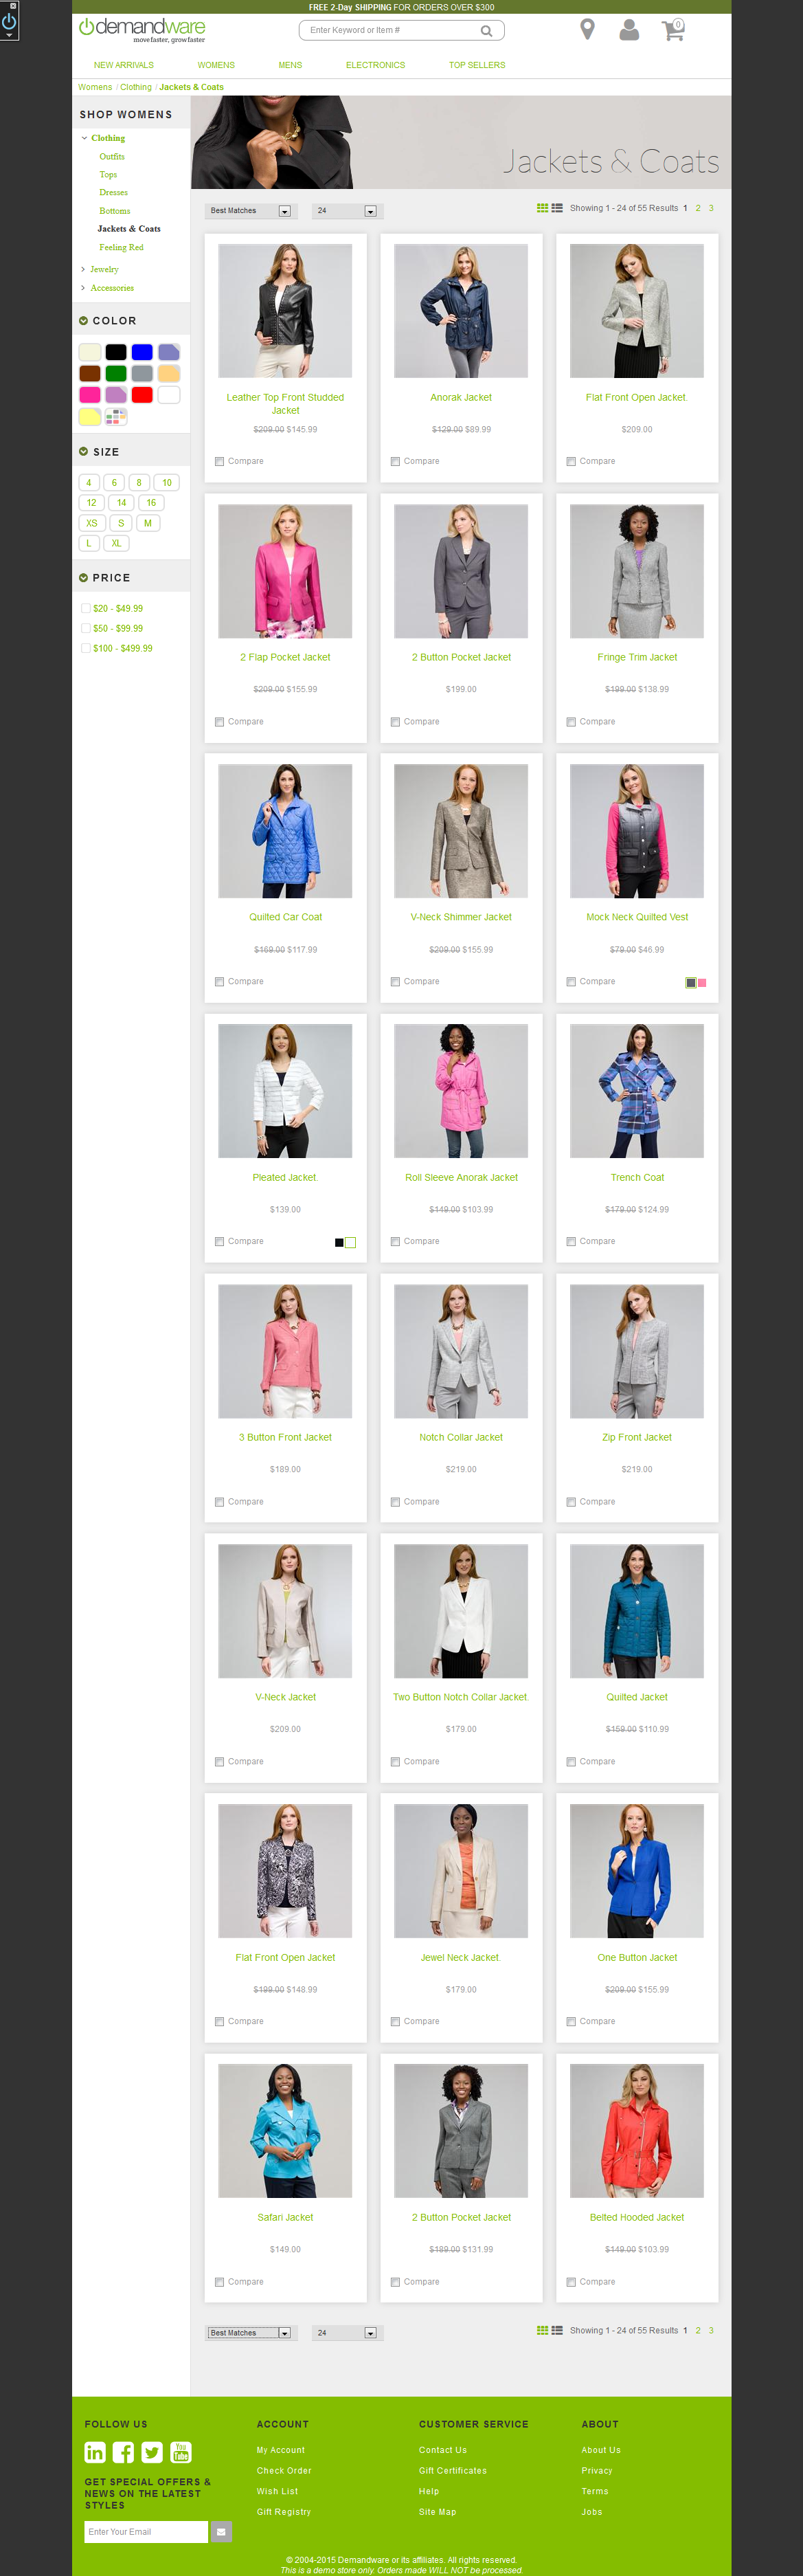 FREE 2-Day SHIPPING FOR ORDERS OVER $300
demandware
move faster, grow faster
Enter Keyword or Item #
0
NEW ARRIVALS WOMENS MENS ELECTRONICS TOP SELLERS
Womens / Clothing / Jackets & Coats
SHOP WOMENS
Clothing
Outfits
Tops
Dresses
Bottoms
Jackets & Coats
Feeling Red
Jewelry
Accessories
COLOR
SIZE
4 6 8 10
12 14 16
XS S M
L XL
PRICE
$20 - $49.99
$50 - $99.99
$100 - $499.99
Jackets & Coats
Best Matches 24 Showing 1 - 24 of 55 Results 1 2 3
Leather Top Front Studded
Jacket
$209.00 $145.99
Compare
Anorak Jacket
$129.00 $89.99
Compare
Flat Front Open Jacket.
$209.00
Compare
2 Flap Pocket Jacket
$209.00 $155.99
Compare
2 Button Pocket Jacket
$199.00
Compare
Fringe Trim Jacket
$199.00 $138.99
Compare
Quilted Car Coat
$169.00 $117.99
Compare
V-Neck Shimmer Jacket
$209.00 $155.99
Compare
Mock Neck Quilted Vest
$79.00 $46.99
Compare
Pleated Jacket
$139.00
Compare
Roll Sleeve Anorak Jacket
$149.00 $103.99
Compare
Trench Coat
$179.00 $124.99
Compare
3 Button Front Jacket
$189.00
Compare
Notch Collar Jacket
$219.00
Compare
Zip Front Jacket
$219.00
Compare
V-Neck Jacket
$209.00
Compare
Two Button Notch Collar Jacket.
$179.00
Compare
Quilted Jacket
$159.00 $110.99
Compare
Flat Front Open Jacket
$199.00 $148.99
Compare
Jewel Neck Jacket.
$179.00
Compare
One Button Jacket
$209.00 $155.99
Compare
Safari Jacket
$149.00
Compare
2 Button Pocket Jacket
$189.00 $131.99
Compare
Belted Hooded Jacket
$149.00 $103.99
Compare
Best Matches 24 Showing 1 - 24 of 55 Results 1 2 3
FOLLOW US
You Tube
GET SPECIAL OFFERS &
NEWS ON THE LATEST
STYLES
Enter Your Email
ACCOUNT
My Account
Check Order
Wish List
Gift Registry
CUSTOMER SERVICE
Contact Us
Gift Certificates
Help
Site Map
ABOUT
About Us
Privacy
Terms
Jobs
© 2004-2015 Demandware or its affiliates. All rights reserved.
This is a demo store only. Orders made WILL NOT be processed.